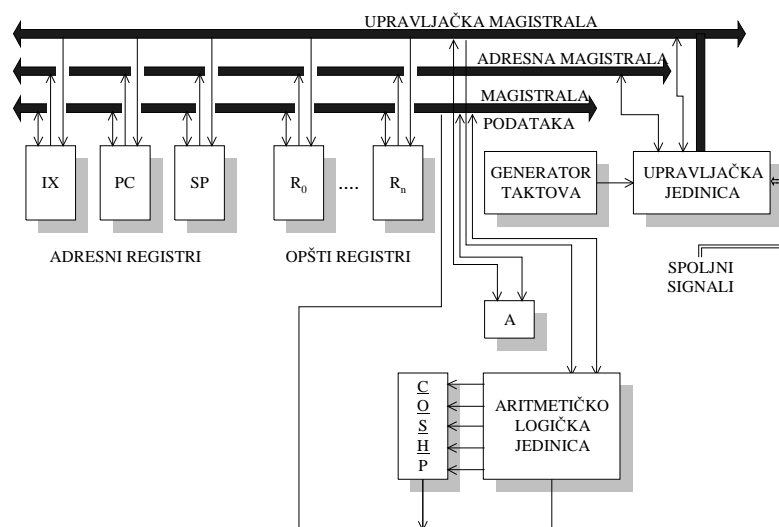 UPRAVLJAČKA MAGISTRALA
ADRESNA MAGISTRALA
MAGISTRALA
PODATAKA
IX
PC
SP
R0
....
Rn
GENERATOR
TAKTOVA
UPRAVLJAČKA
JEDINICA
ADRESNI REGISTRI
OPŠTI REGISTRI
SPOLJNI
SIGNALI
A
C
O
S
H
P
ARITMETIČKO
LOGIČKA
JEDINICA